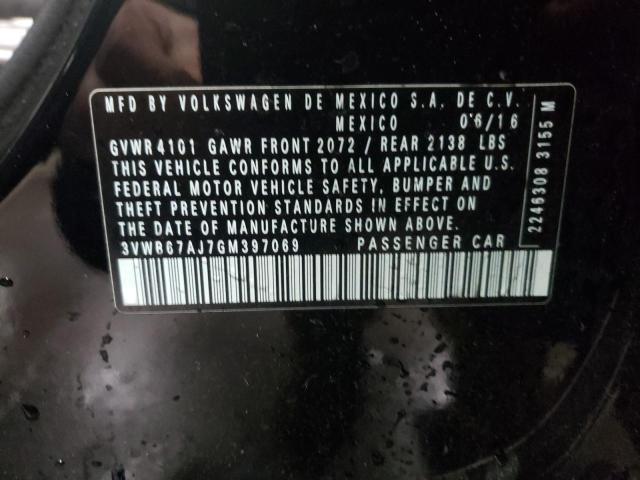 MFD BY VOLKSWAGEN DE MEXICO S.A. DE C.V.
MEXICO 06/16
GVWR 4101 GAWR FRONT 2072 / REAR 2138 LBS
THIS VEHICLE CONFORMS TO ALL APPLICABLE U.S.
FEDERAL MOTOR VEHICLE SAFETY, BUMPER AND
THEFT PREVENTION STANDARDS IN EFFECT ON
THE DATE OF MANUFACTURE SHOWN ABOVE.
3VWB67AJ7GM397069 PASSENGER CAR
2246308 3155 M